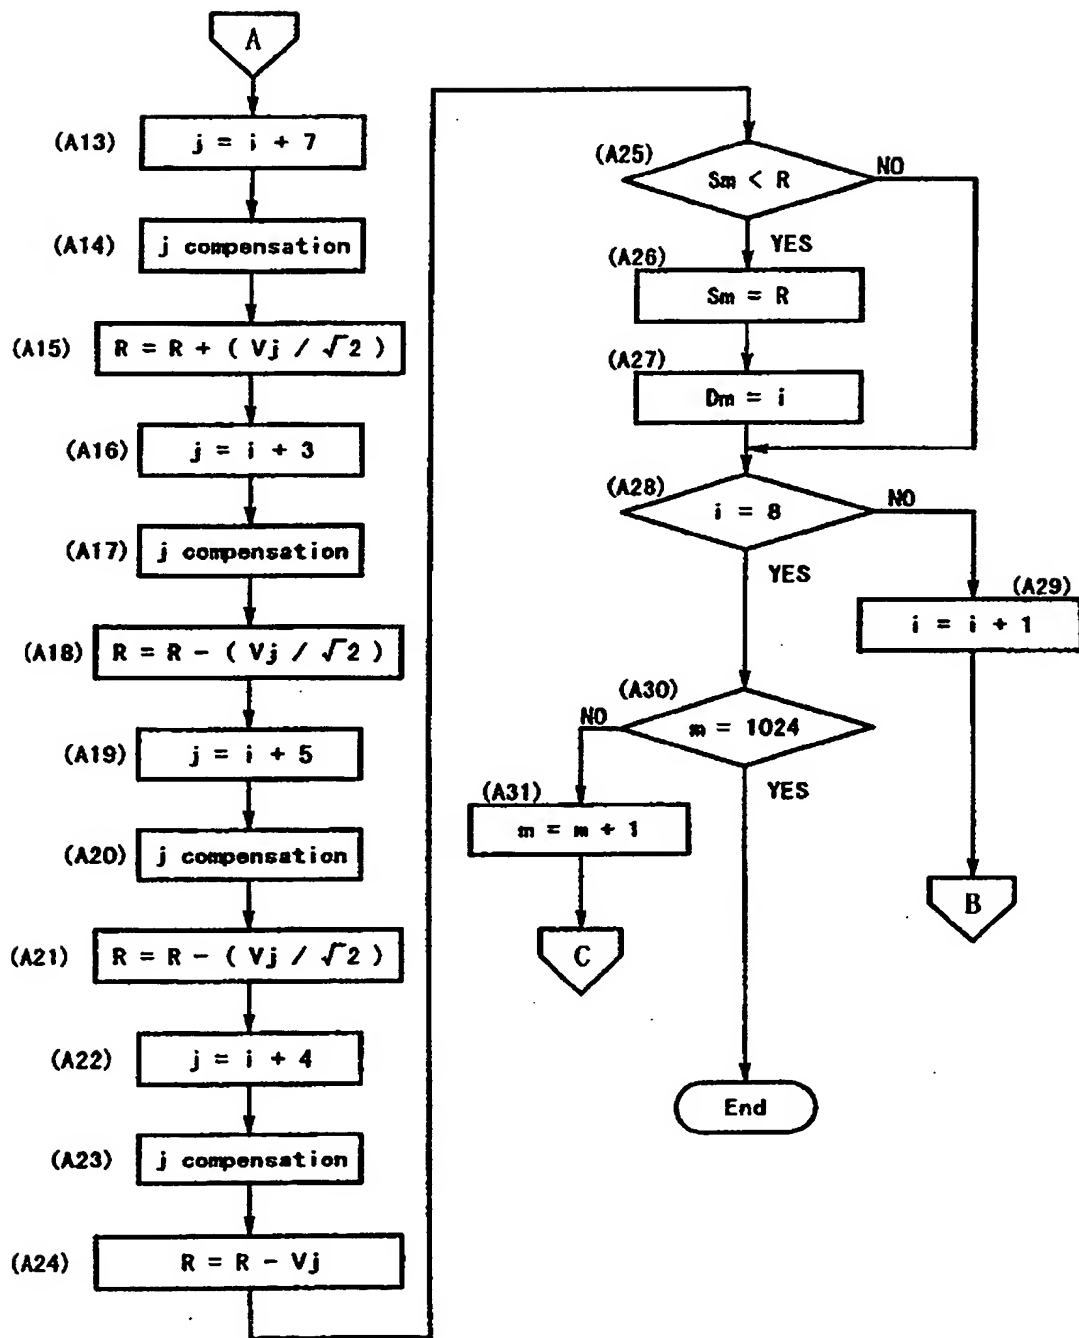 A
(A13) j = i + 7
(A14) j compensation
(A15) R = R + ( Vj / √2 )
(A16) j = i + 3
(A17) j compensation
(A18) R = R - ( Vj / √2 )
(A19) j = i + 5
(A20) j compensation
(A21) R = R - ( Vj / √2 )
(A22) j = i + 4
(A23) j compensation
(A24) R = R - Vj
(A25) Sm < R
NO
YES
(A26) Sm = R
(A27) Dm = i
(A28) i = 8
NO
YES
(A29) i = i + 1
B
(A30) m = 1024
NO
YES
(A31) m = m + 1
C
End